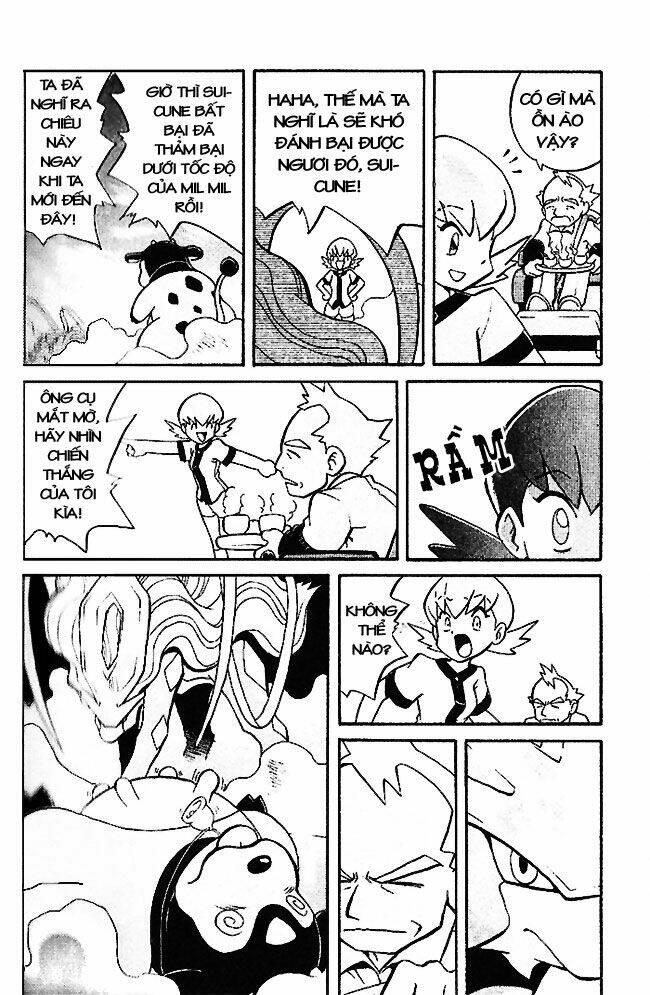 CÓ GÌ MÀ
ỒN ÀO
VẬY?
HAHA, THẾ MÀ TA
NGHĨ LÀ SẼ KHÓ
ĐÁNH BẠI ĐƯỢC
NGƯƠI ĐÓ, SUI-
CUNE!
GIỜ THÌ SUI-
CUNE BẤT
BẠI ĐÃ
THẢM BẠI
DƯỚI TỐC ĐỘ
CỦA MIL MIL
RỒI!
TA ĐÃ
NGHĨ RA
CHIÊU
NÀY
NGAY
KHI TA
MỚI ĐẾN
ĐÂY!
RẦM
ÔNG CỤ
MẮT MỜ,
HÃY NHÌN
CHIẾN
THẮNG
CỦA TÔI
KÌA!
KHÔNG
THỂ
NÀO?